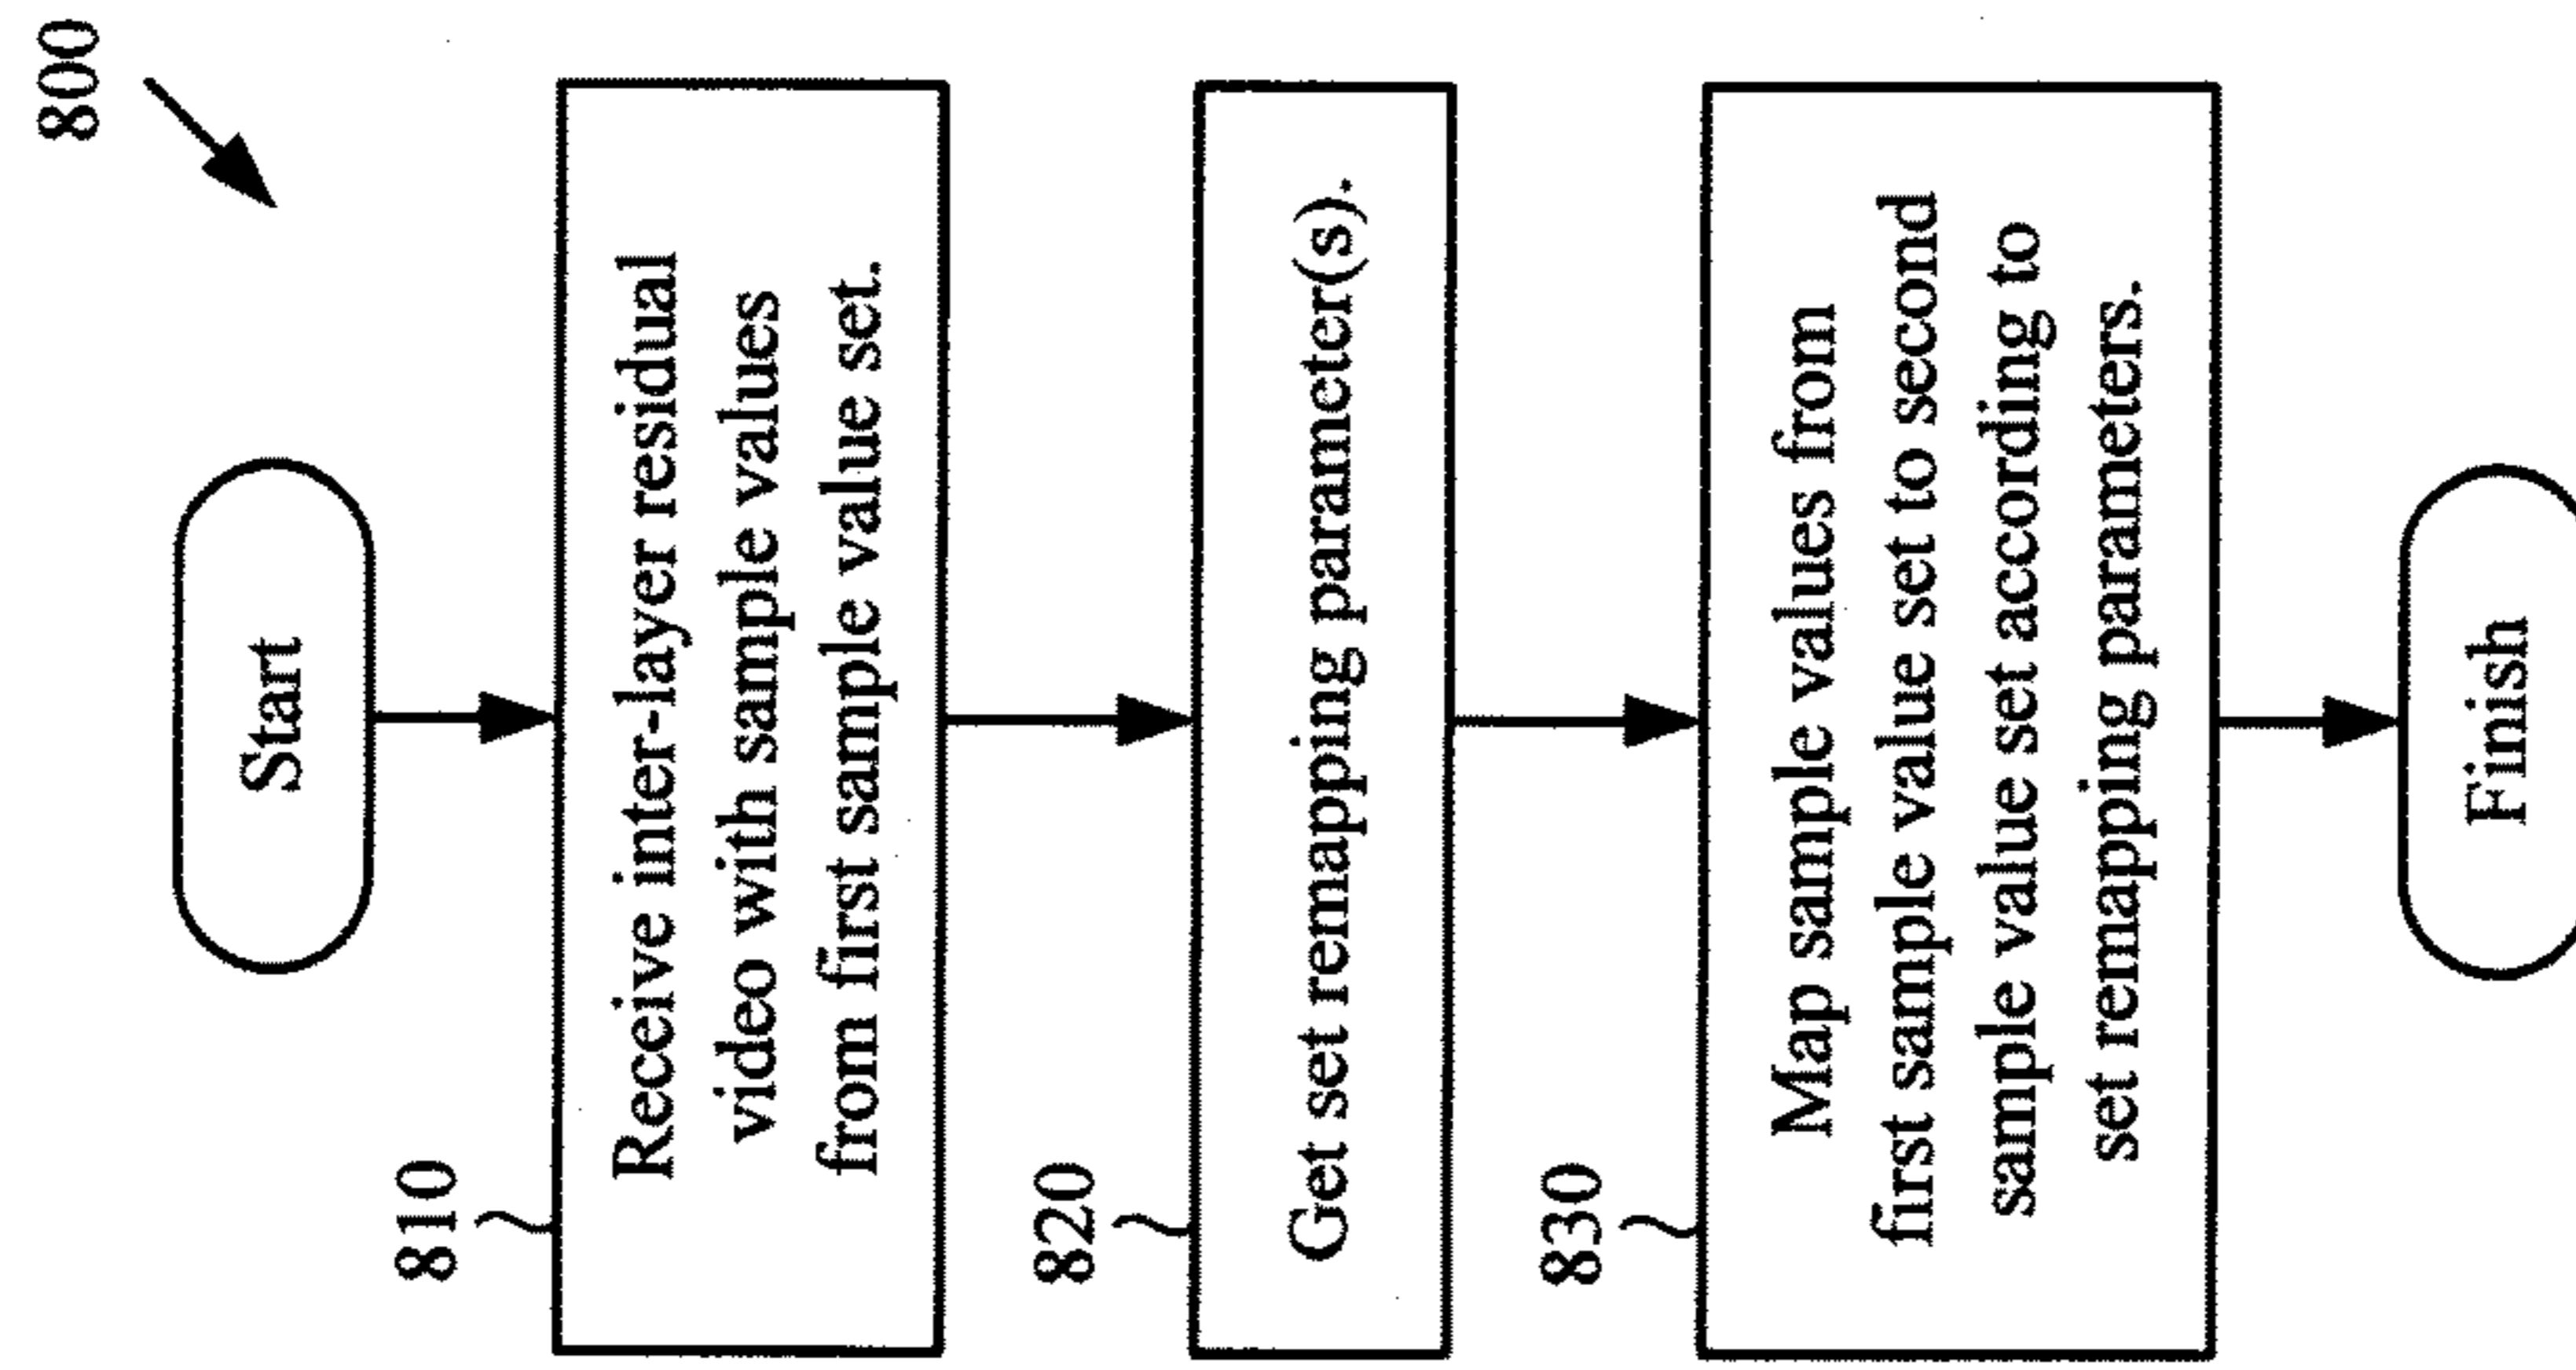 800
Start
810
Receive inter-layer residual
video with sample values
from first sample value set.
820
Get set remapping parameter(s).
830
Map sample values from
first sample value set to second
sample value set according to
set remapping parameters.
Finish